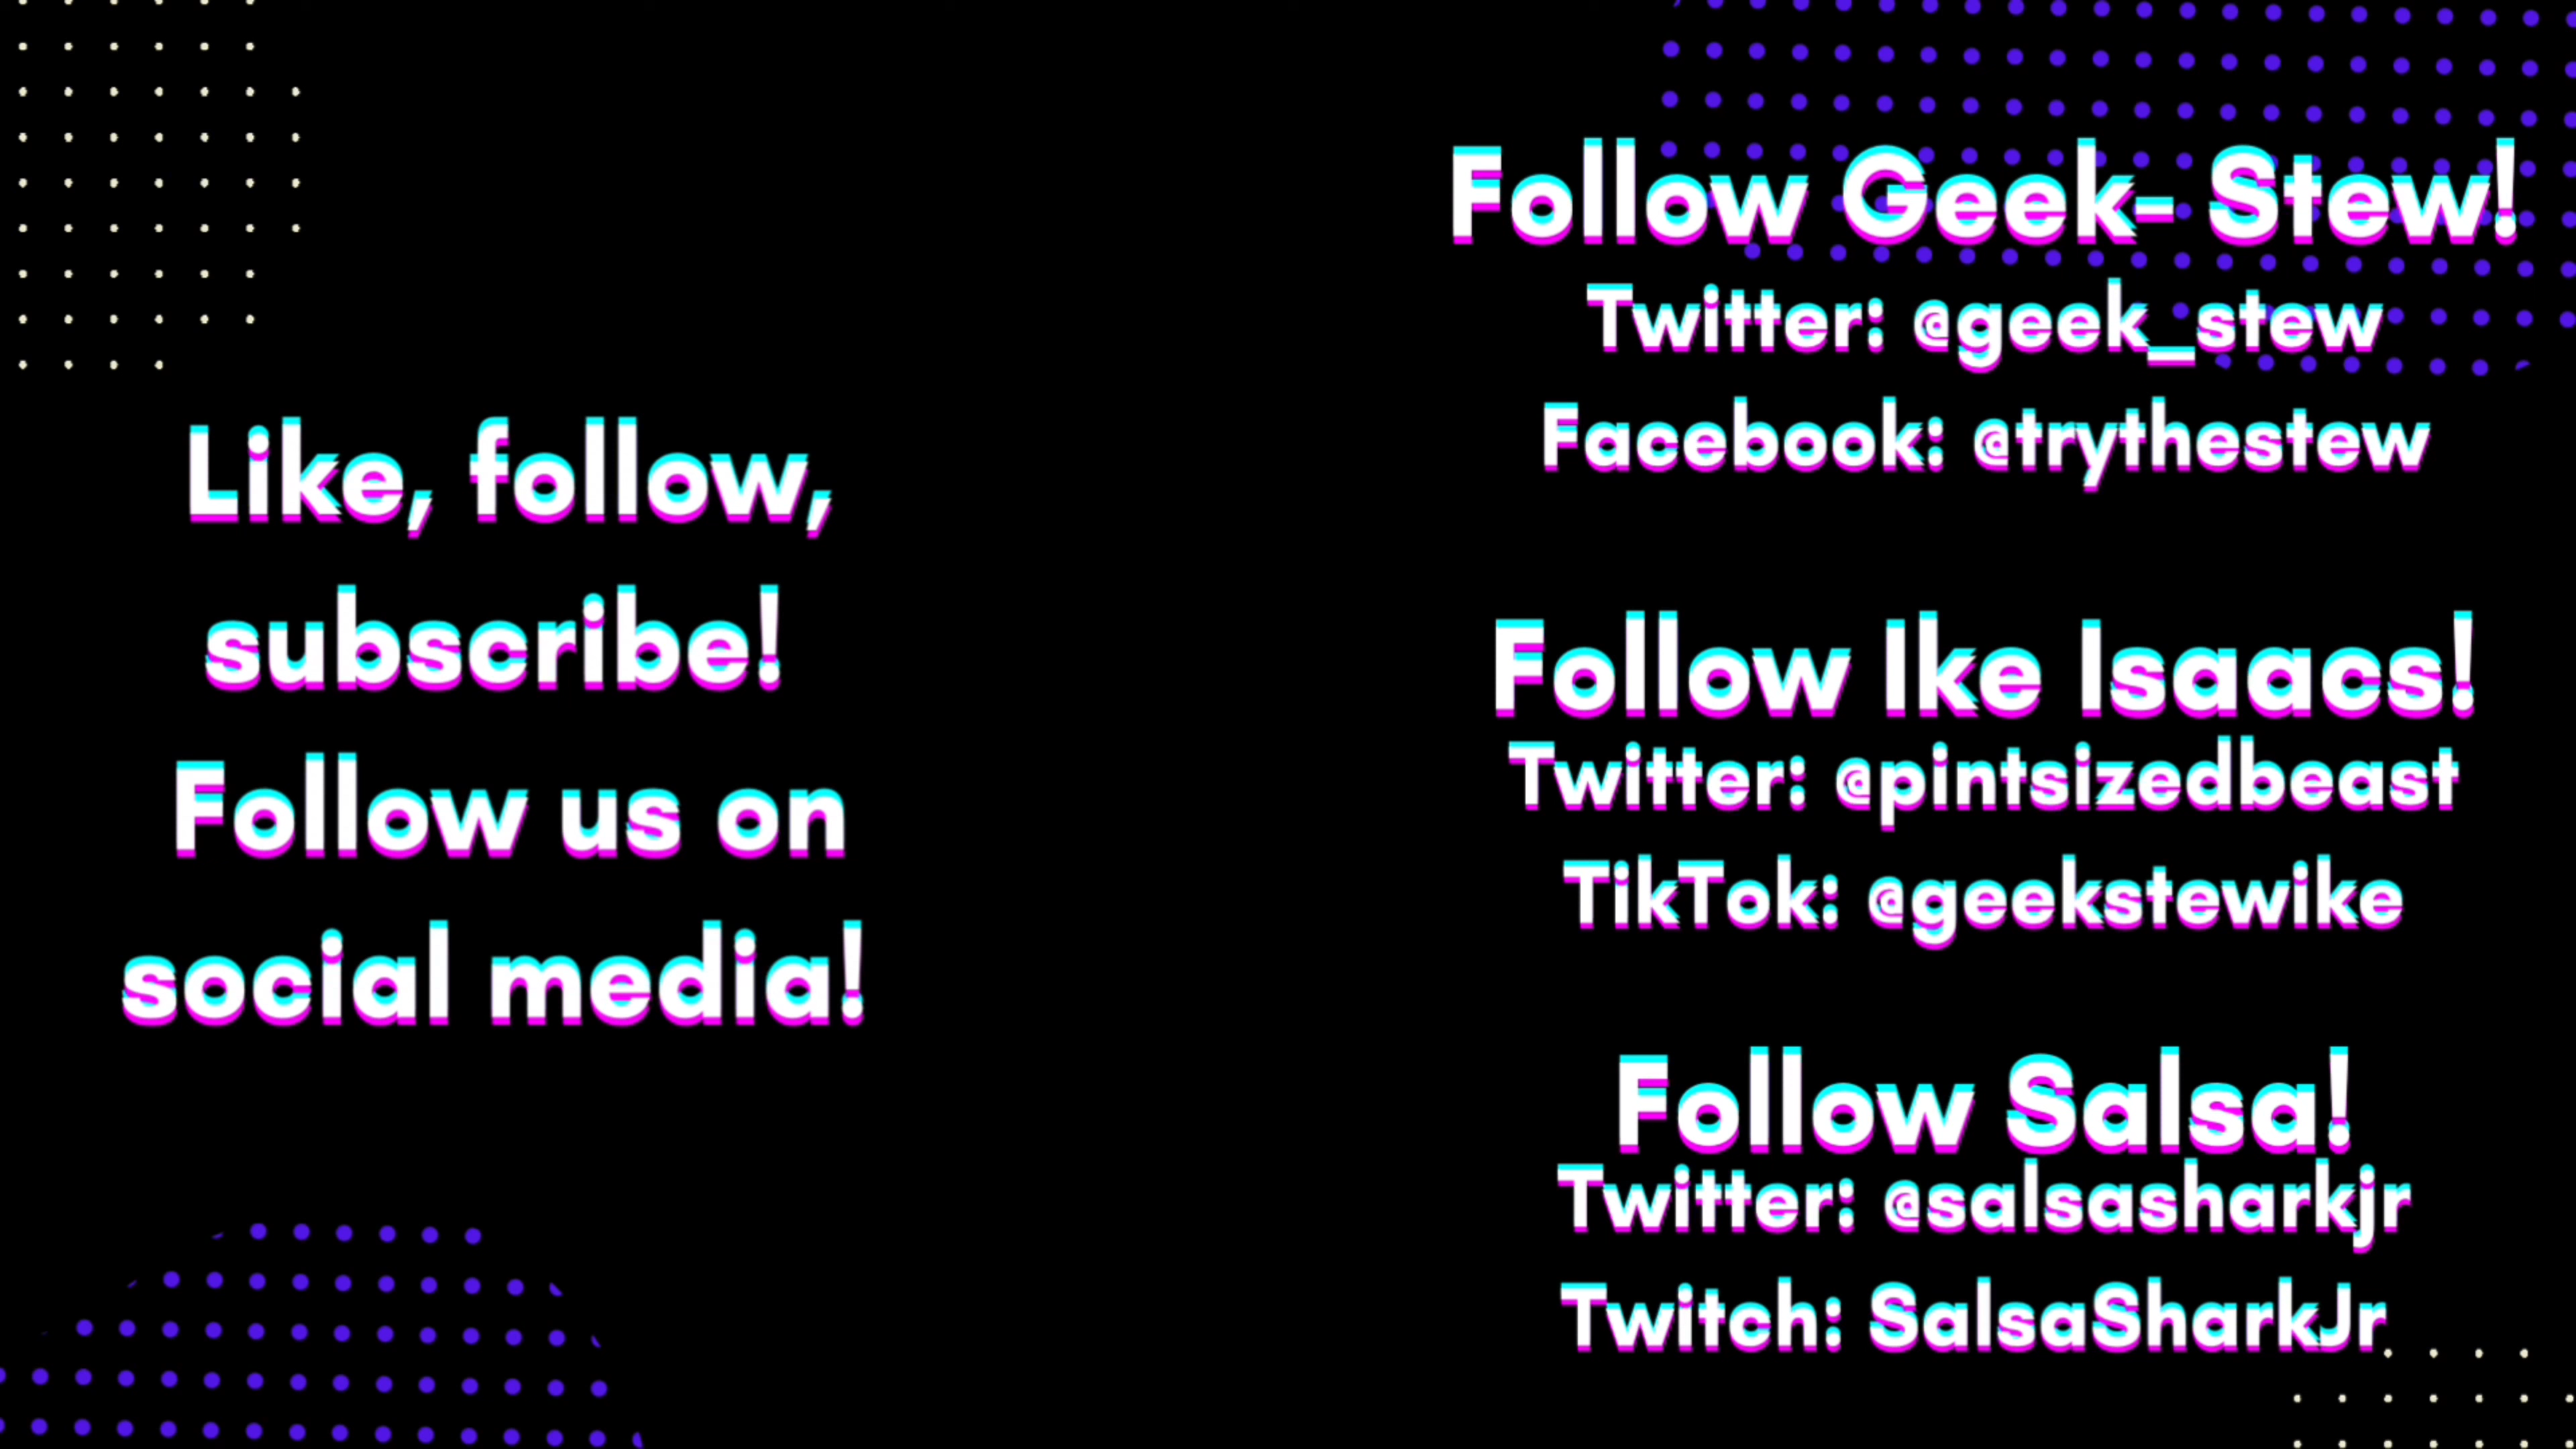 Like, follow,
subscribe!
Follow us on
social media!
Follow Geek- Stew!
Twitter: @geek_stew
Facebook: @trythestew
Follow Ike Isaacs!
Twitter: @pintsizedbeast
TikTok: @geekstewike
Follow Salsa!
Twitter: @salsasharkjr
Twitch: SalsaSharkJr